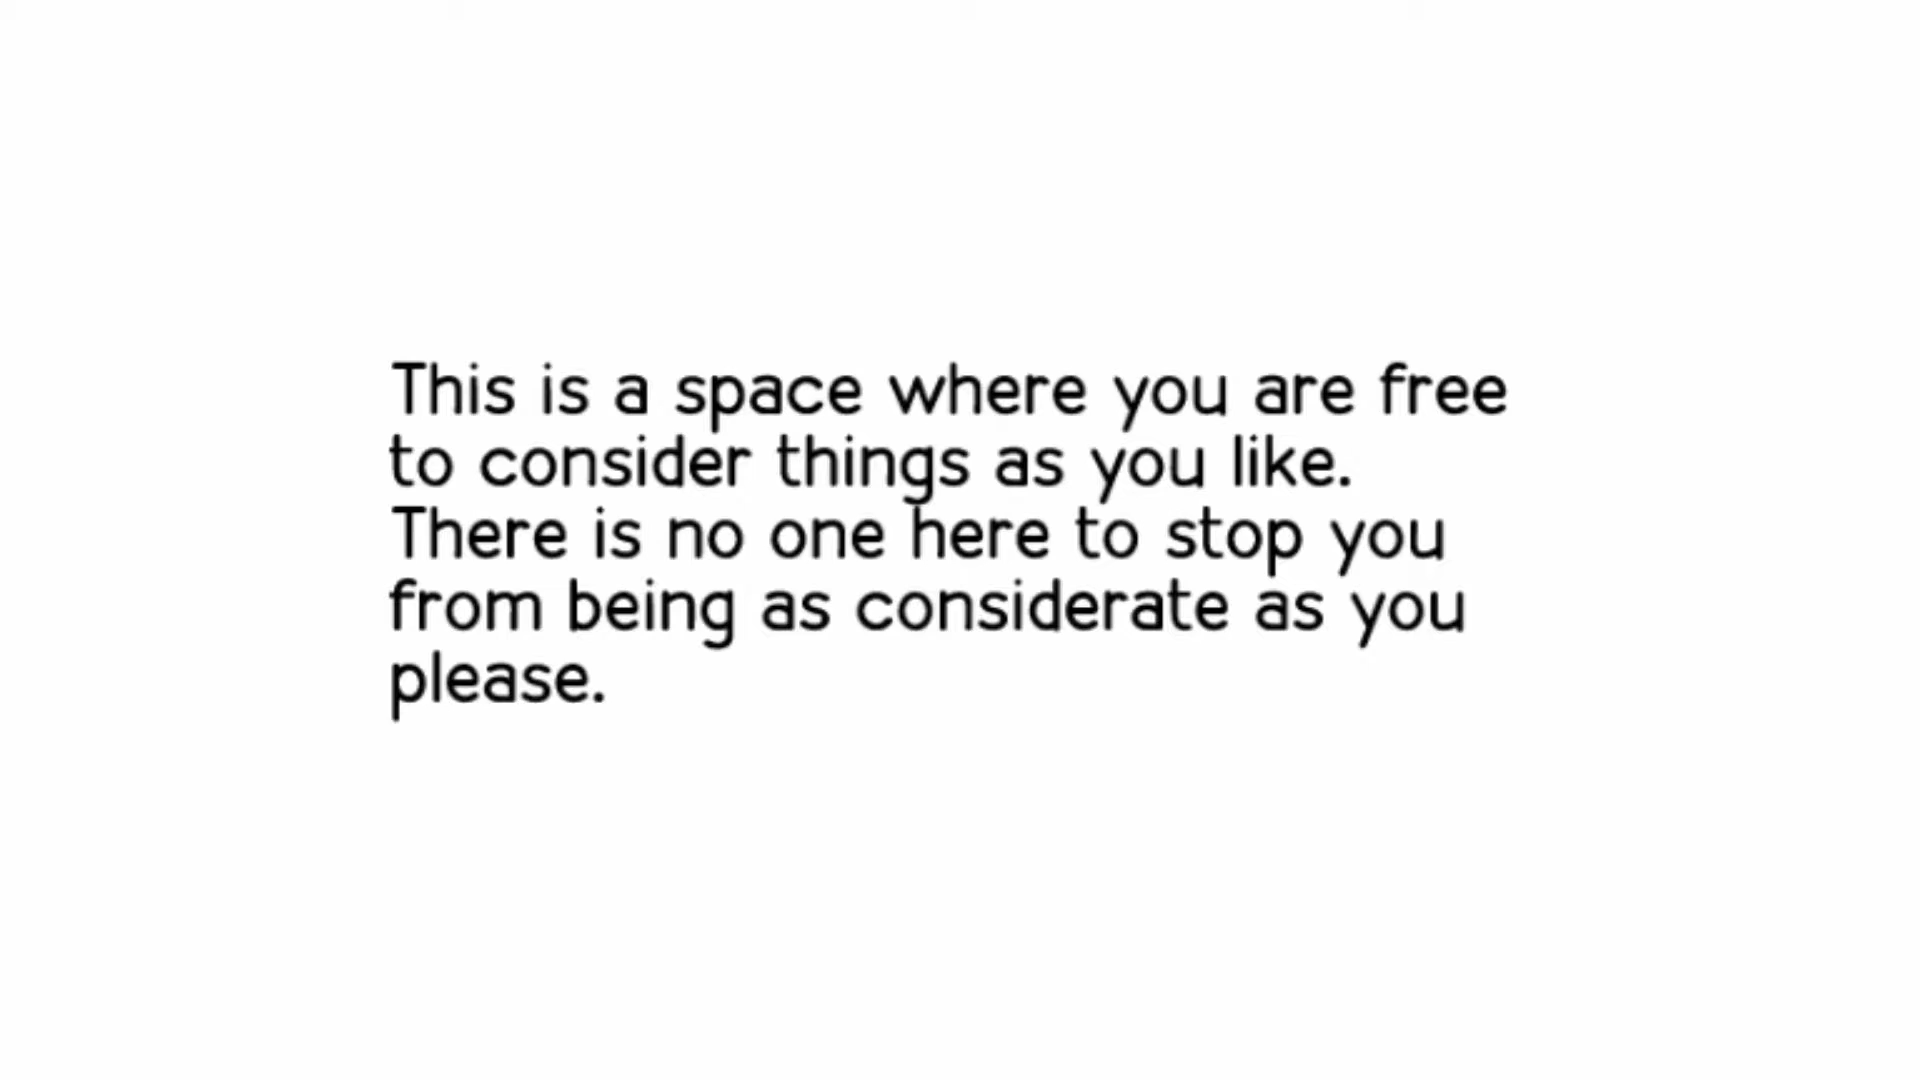 This is a space where you are free
to consider things as you like.
There is no one here to stop you
from being as considerate as you
please.